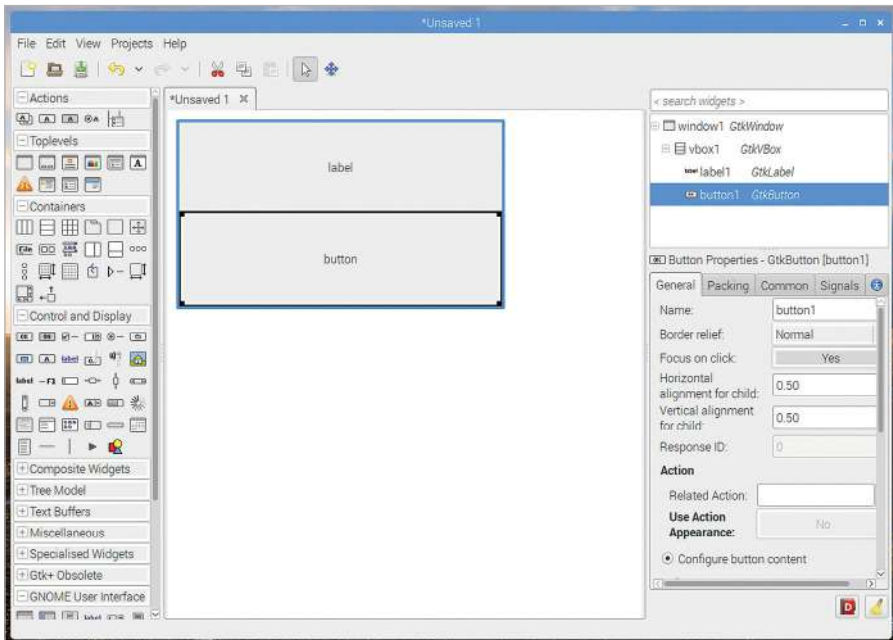 *Unsaved 1
File Edit View Projects Help
Actions
Toplevels
Containers
Control and Display
Composite Widgets
Tree Model
Text Buffers
Miscellaneous
Specialised Widgets
Gtk+ Obsolete
GNOME User Interface
*Unsaved 1
label
button
< search widgets >
window1 GtkWindow
vbox1 GtkVBox
label1 GtkLabel
button1 GtkButton
Button Properties - GtkButton [button1]
General Packing Common Signals
Name: button1
Border relief: Normal
Focus on click: Yes
Horizontal
alignment for child: 0.50
Vertical alignment
for child: 0.50
Response ID: 0
Action
Related Action:
Use Action
Appearance: No
Configure button content